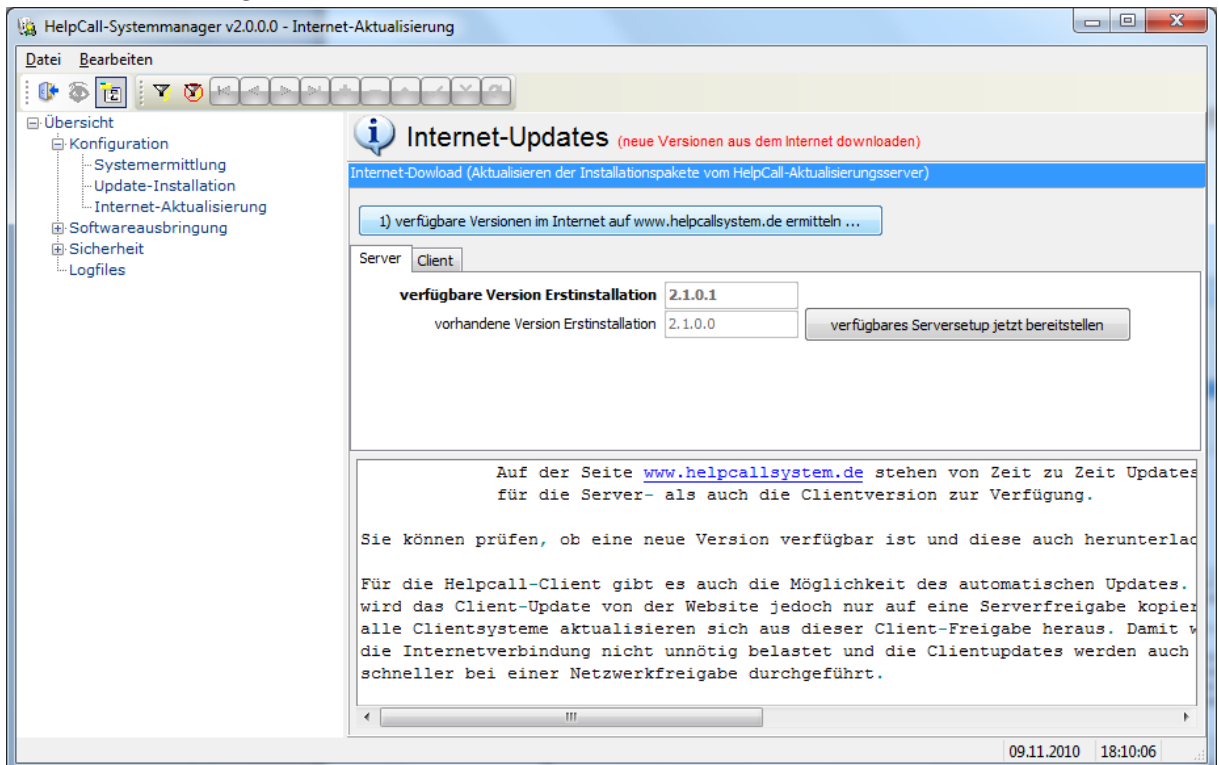 HelpCall-Systemmanager v2.0.0.0 - Internet-Aktualisierung
Datei Bearbeiten
Übersicht
Konfiguration
Systemermittlung
Update-Installation
Internet-Aktualisierung
Softwareausbringung
Sicherheit
Logfiles
Internet-Updates (neue Versionen aus dem Internet downloaden)
Internet-Dowload (Aktualisieren der Installationspakete vom HelpCall-Aktualisierungsserver)
1) verfügbare Versionen im Internet auf www.helpcallsystem.de ermitteln ...
Server Client
verfügbare Version Erstinstallation 2.1.0.1
vorhandene Version Erstinstallation 2.1.0.0 verfügbares Serversetup jetzt bereitstellen
Auf der Seite www.helpcallsystem.de stehen von Zeit zu Zeit Updates
für die Server- als auch die Clientversion zur Verfügung.
Sie können prüfen, ob eine neue Version verfügbar ist und diese auch herunterlad
Für die Helpcall-Client gibt es auch die Möglichkeit des automatischen Updates.
wird das Client-Update von der Website jedoch nur auf eine Serverfreigabe kopier
alle Clientsysteme aktualisieren sich aus dieser Client-Freigabe heraus. Damit w
die Internetverbindung nicht unnötig belastet und die Clientupdates werden auch
schneller bei einer Netzwerkfreigabe durchgeführt.
09.11.2010 18:10:06